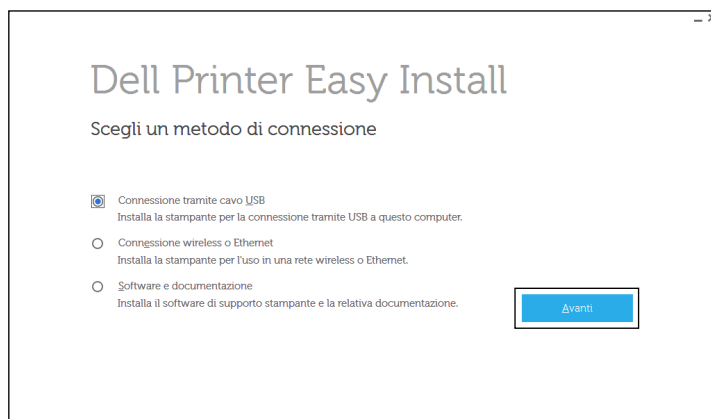 Dell Printer Easy Install
Scegli un metodo di connessione
Connessione tramite cavo USB
Installa la stampante per la connessione tramite USB a questo computer.
Connessione wireless o Ethernet
Installa la stampante per l'uso in una rete wireless o Ethernet.
Software e documentazione
Installa il software di supporto stampante e la relativa documentazione.
Avanti